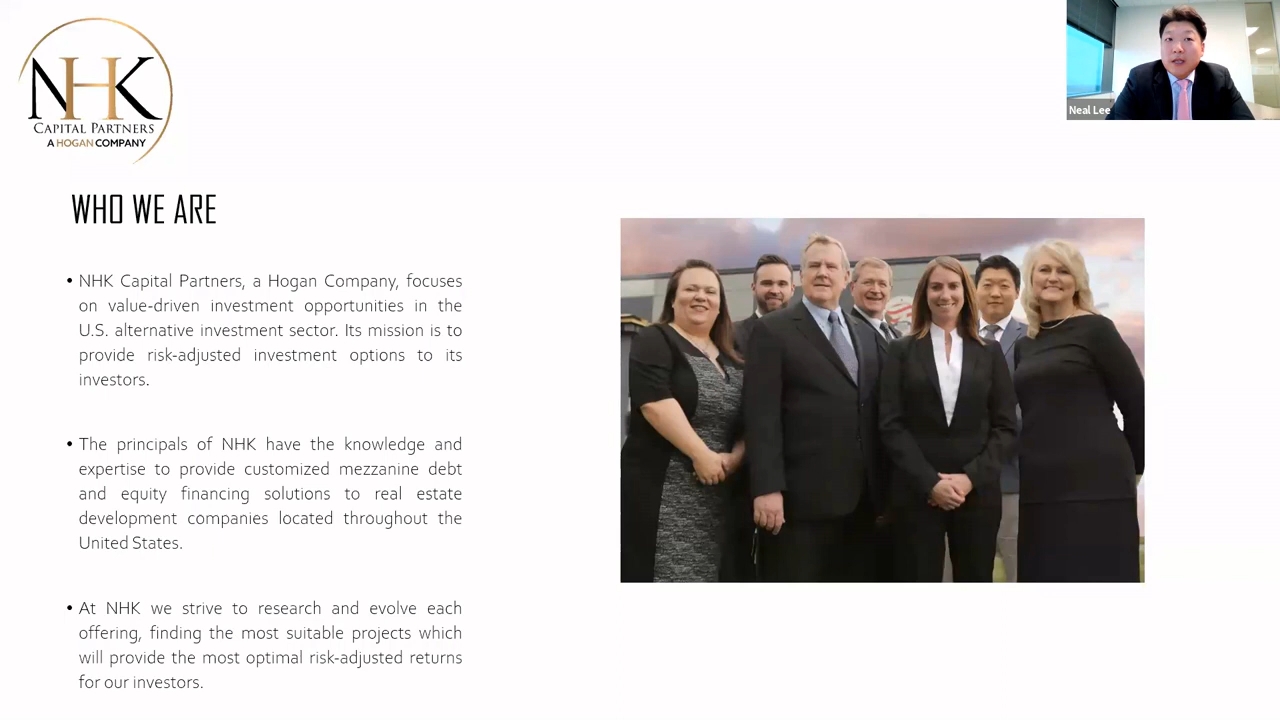 NHK
CAPITAL PARTNERS
A HOGAN COMPANY
Neal Lee
WHO WE ARE
• NHK Capital Partners, a Hogan Company, focuses
on value-driven investment opportunities in the
U.S. alternative investment sector. Its mission is to
provide risk-adjusted investment options to its
investors.
• The principals of NHK have the knowledge and
expertise to provide customized mezzanine debt
and equity financing solutions to real estate
development companies located throughout the
United States.
• At NHK we strive to research and evolve each
offering, finding the most suitable projects which
will provide the most optimal risk-adjusted returns
for our investors.